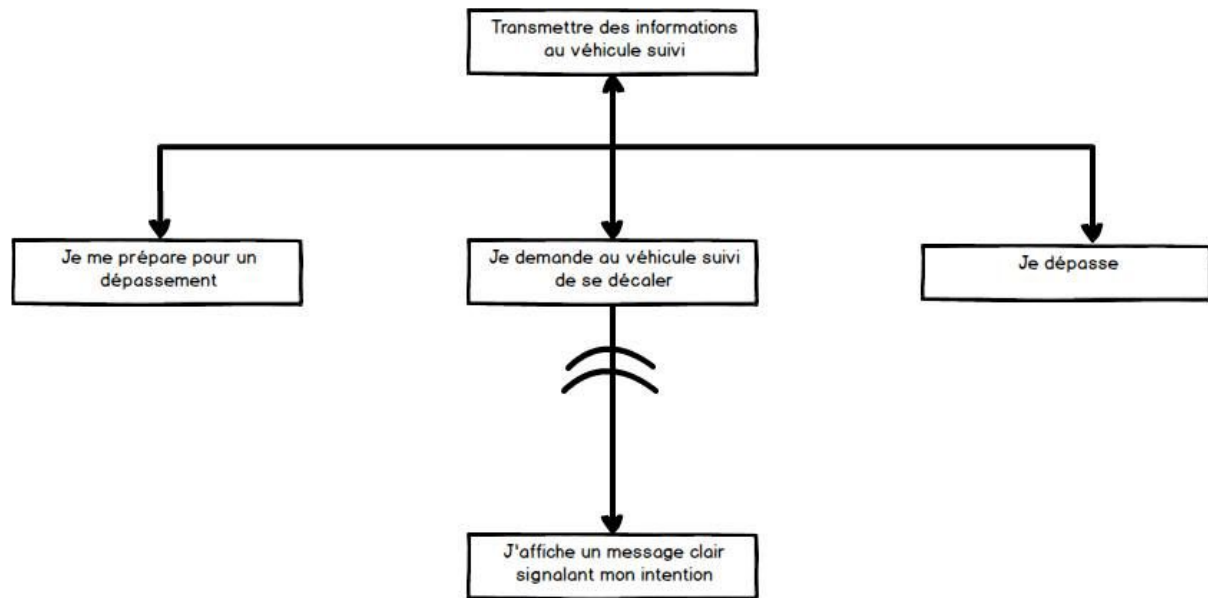 Transmettre des informations
au véhicule suivi
Je me prépare pour un
dépassement
Je demande au véhicule suivi
de se décaler
Je dépasse
J'affiche un message clair
signalant mon intention